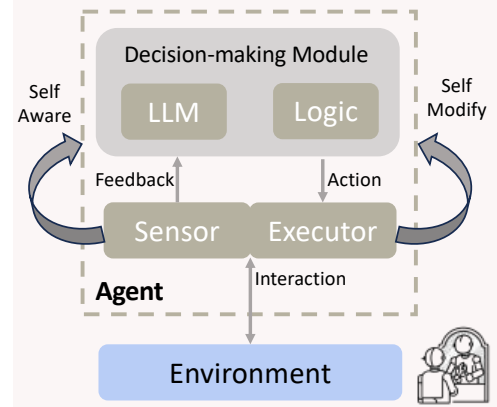 Decision-making Module
Self
Aware
Self
Modify
LLM
Logic
Feedback
Action
Sensor
Executor
Interaction
Agent
Environment